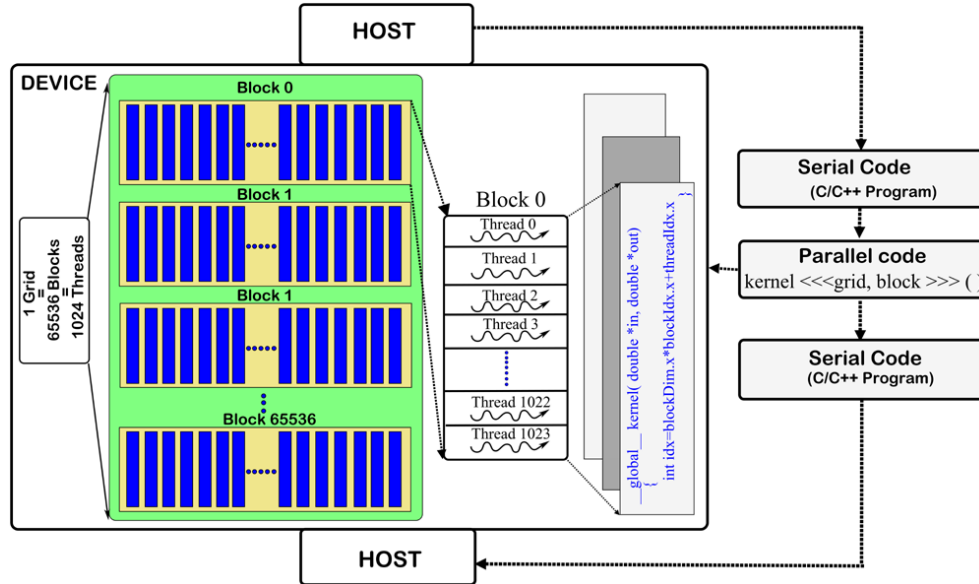 HOST
DEVICE
Block 0
Block 1
Block 1
Block 65536
1 Grid
=
65536 Blocks
=
1024 Threads
Block 0
Thread 0
Thread 1
Thread 2
Thread 3
Thread 1022
Thread 1023
__global__ kernel( double *in, double *out)
{
int idx=blockDim.x*blockIdx.x+threadIdx.x
}
Serial Code
(C/C++ Program)
Parallel code
kernel <<<grid, block >>> ( )
Serial Code
(C/C++ Program)
HOST